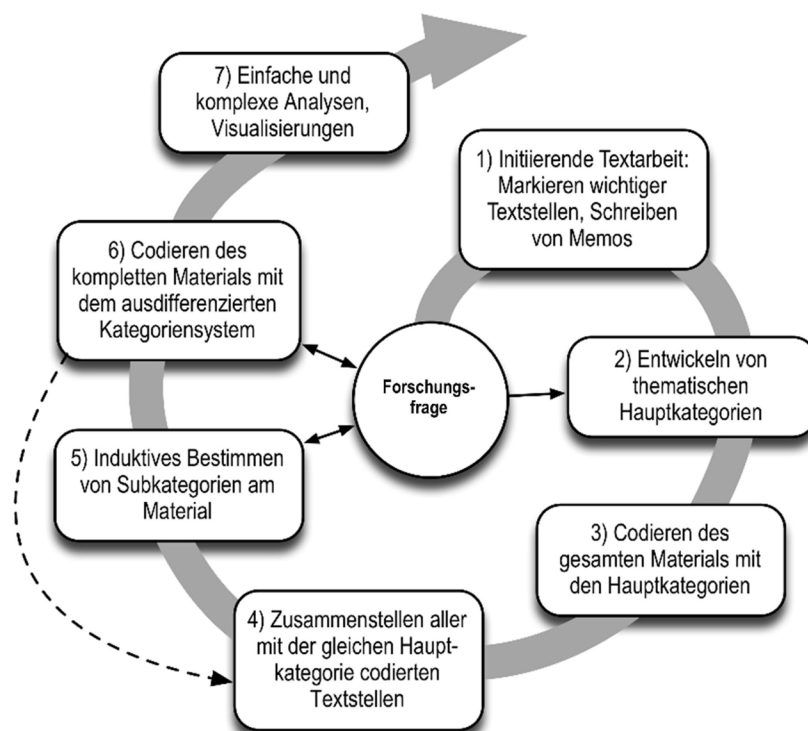 7) Einfache und
komplexe Analysen,
Visualisierungen
1) Initiierende Textarbeit:
Markieren wichtiger
Textstellen, Schreiben
von Memos
6) Codieren des
kompletten Materials mit
dem ausdifferenzierten
Kategoriensystem
Forschungs-
frage
2) Entwickeln von
thematischen
Hauptkategorien
5) Induktives Bestimmen
von Subkategorien am
Material
3) Codieren des
gesamten Materials mit
den Hauptkategorien
4) Zusammenstellen aller
mit der gleichen Haupt-
kategorie codierten
Textstellen